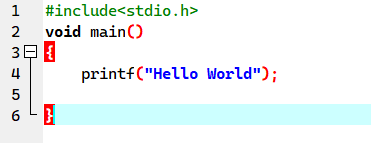 1 #include<stdio.h>
2 void main()
3 {
4     printf("Hello World");
5
6 }